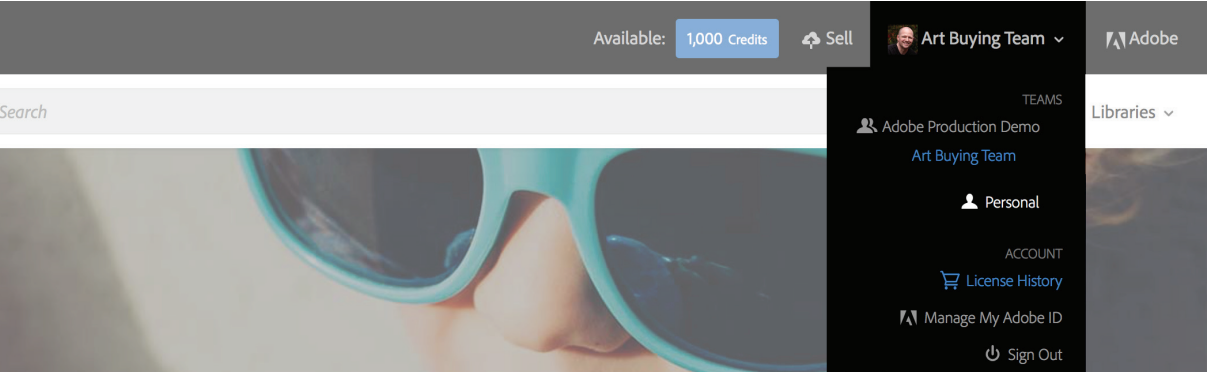 Available: 1,000 Credits Sell Art Buying Team Adobe
TEAMS
Search
Libraries
Adobe Production Demo
Art Buying Team
Personal
ACCOUNT
License History
Manage My Adobe ID
Sign Out